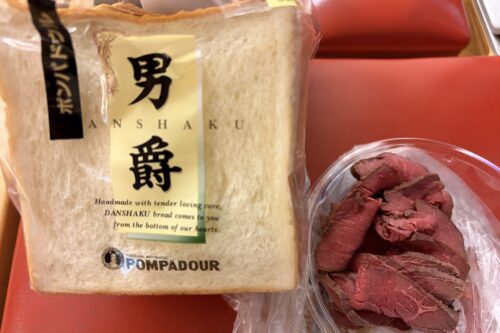 ポンパドウル
男
DANSHAKU
爵
Handmade with tender loving care,
DANSHAKU bread comes to you
from the bottom of our hearts.
POMPADOUR